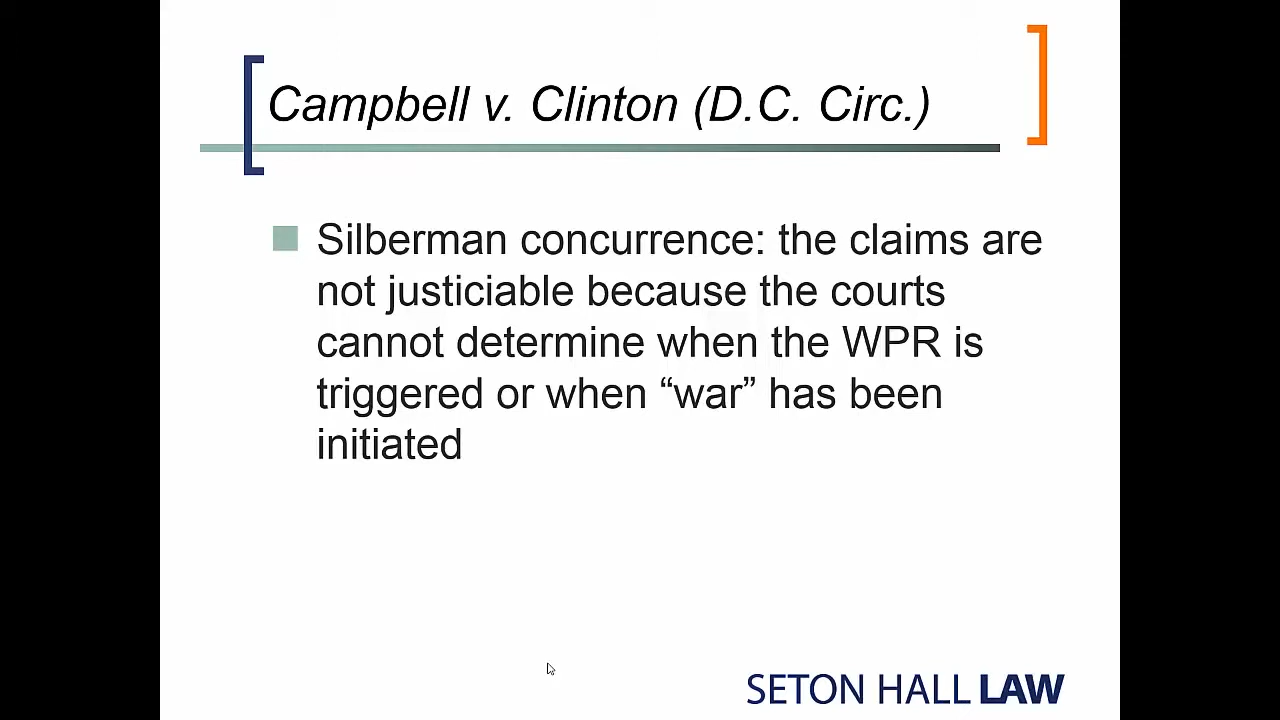 Campbell v. Clinton (D.C. Circ.)
Silberman concurrence: the claims are
not justiciable because the courts
cannot determine when the WPR is
triggered or when “war” has been
initiated
SETON HALL LAW